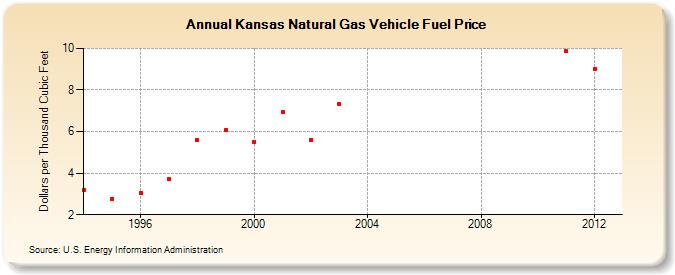 Annual Kansas Natural Gas Vehicle Fuel Price
Dollars per Thousand Cubic Feet
10
8
6
4
2
1996 2000 2004 2008 2012
Source: U.S. Energy Information Administration